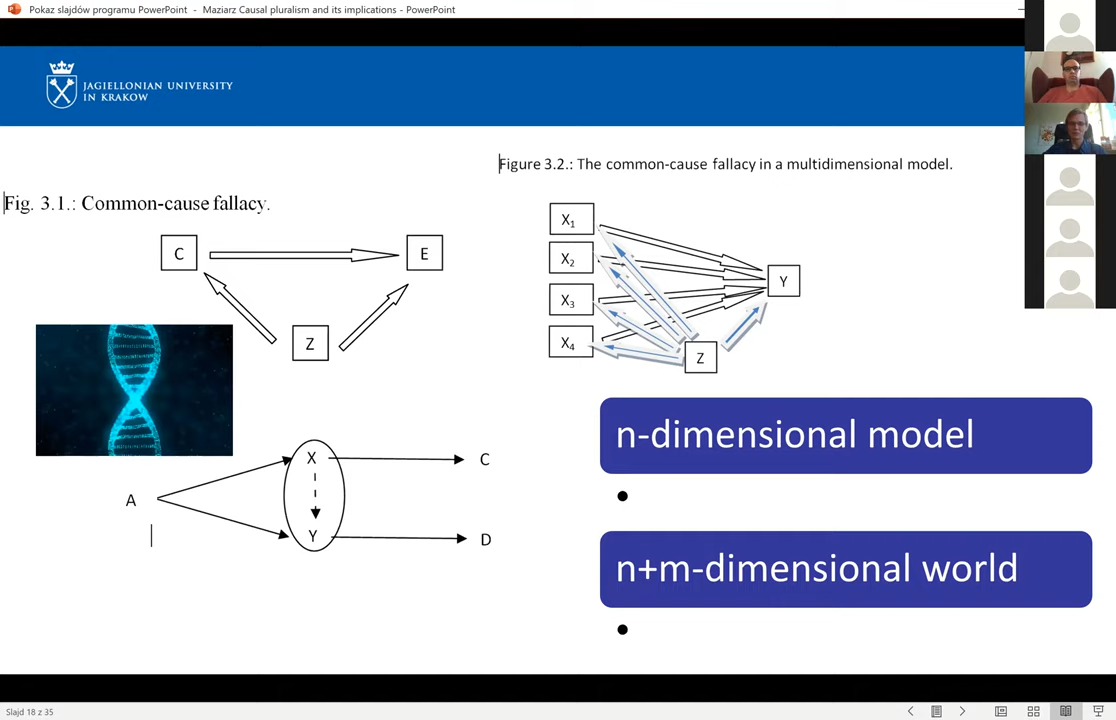 Pokaz slajdów programu PowerPoint - Maziarz Causal pluralism and its implications - PowerPoint
JAGIELLONIAN UNIVERSITY
IN KRAKOW
Figure 3.2.: The common-cause fallacy in a multidimensional model.
Fig. 3.1.: Common-cause fallacy.
C
E
Z
X1
X2
X3
X4
Y
Z
A
X
Y
C
D
n-dimensional model
n+m-dimensional world
Slajd 18 z 35